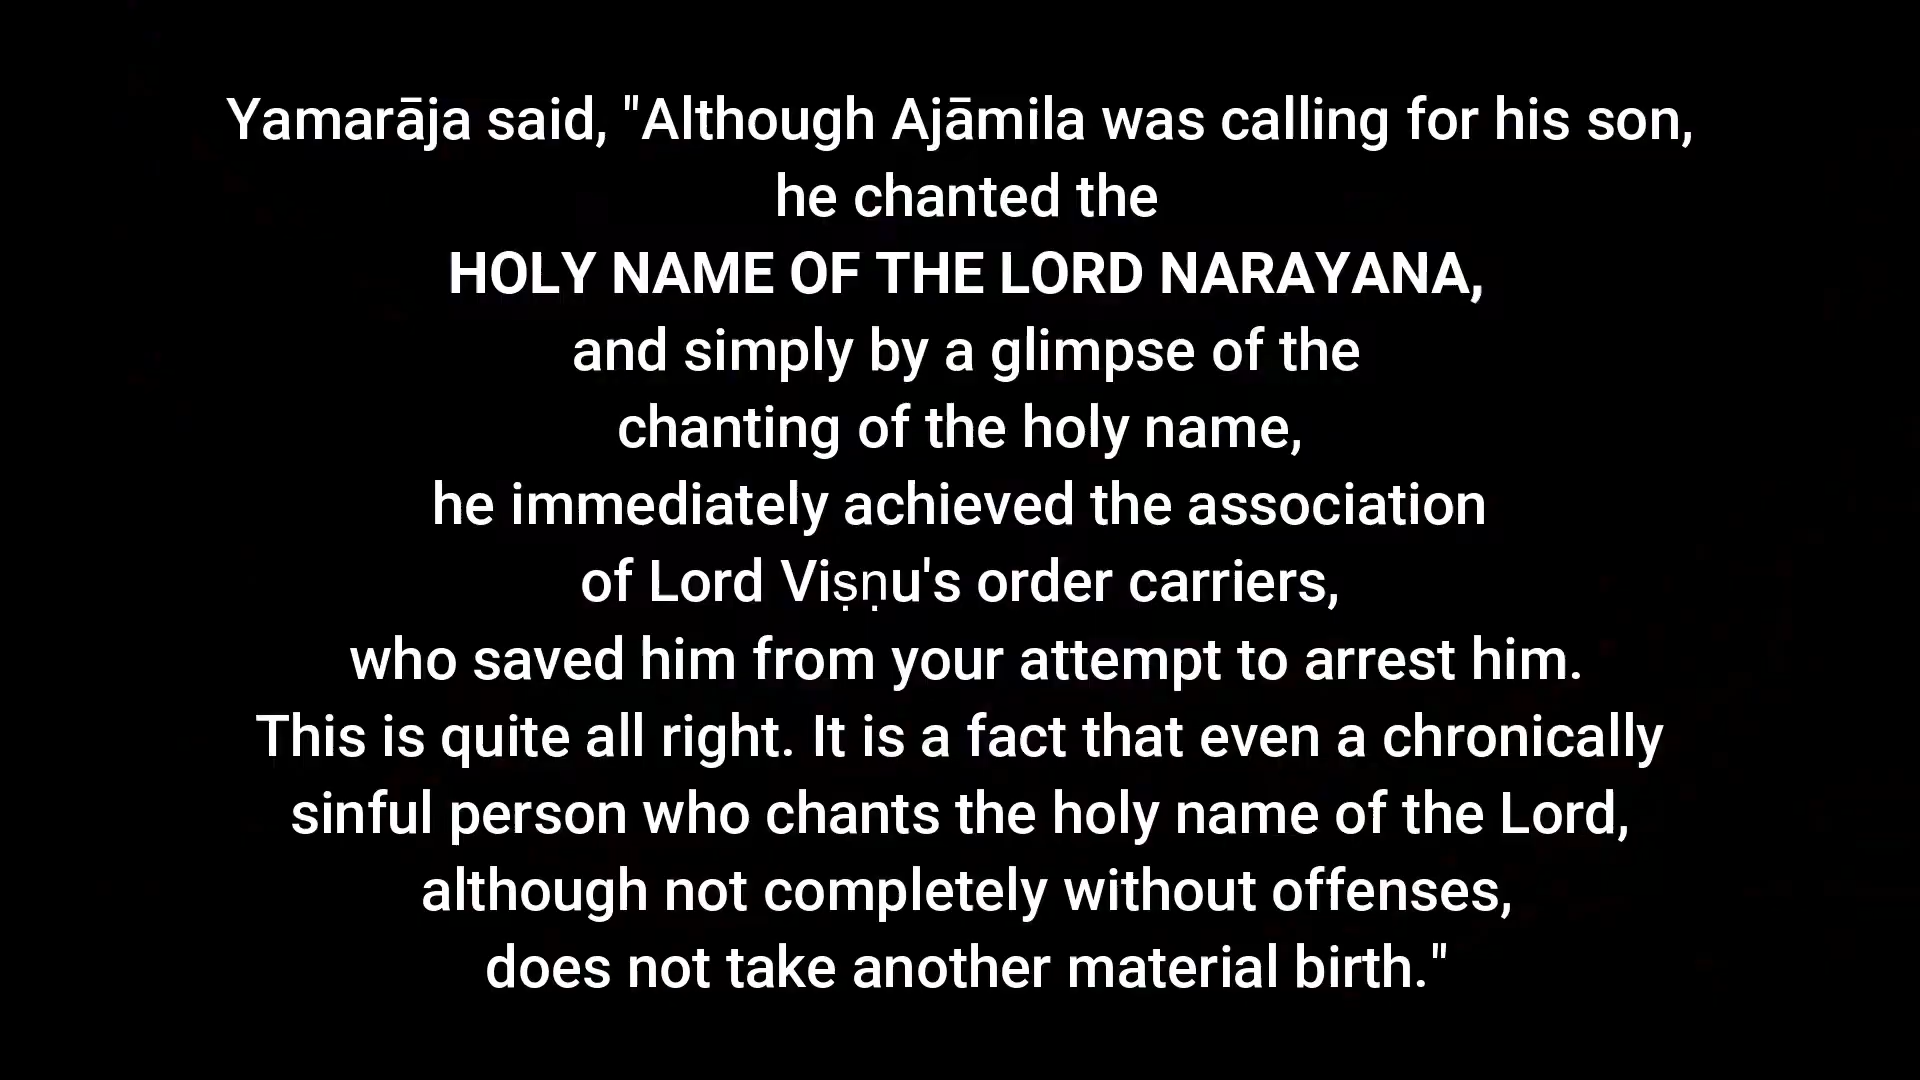 Yamarāja said, "Although Ajāmila was calling for his son,
he chanted the
HOLY NAME OF THE LORD NARAYANA,
and simply by a glimpse of the
chanting of the holy name,
he immediately achieved the association
of Lord Viṣṇu's order carriers,
who saved him from your attempt to arrest him.
This is quite all right. It is a fact that even a chronically
sinful person who chants the holy name of the Lord,
although not completely without offenses,
does not take another material birth."